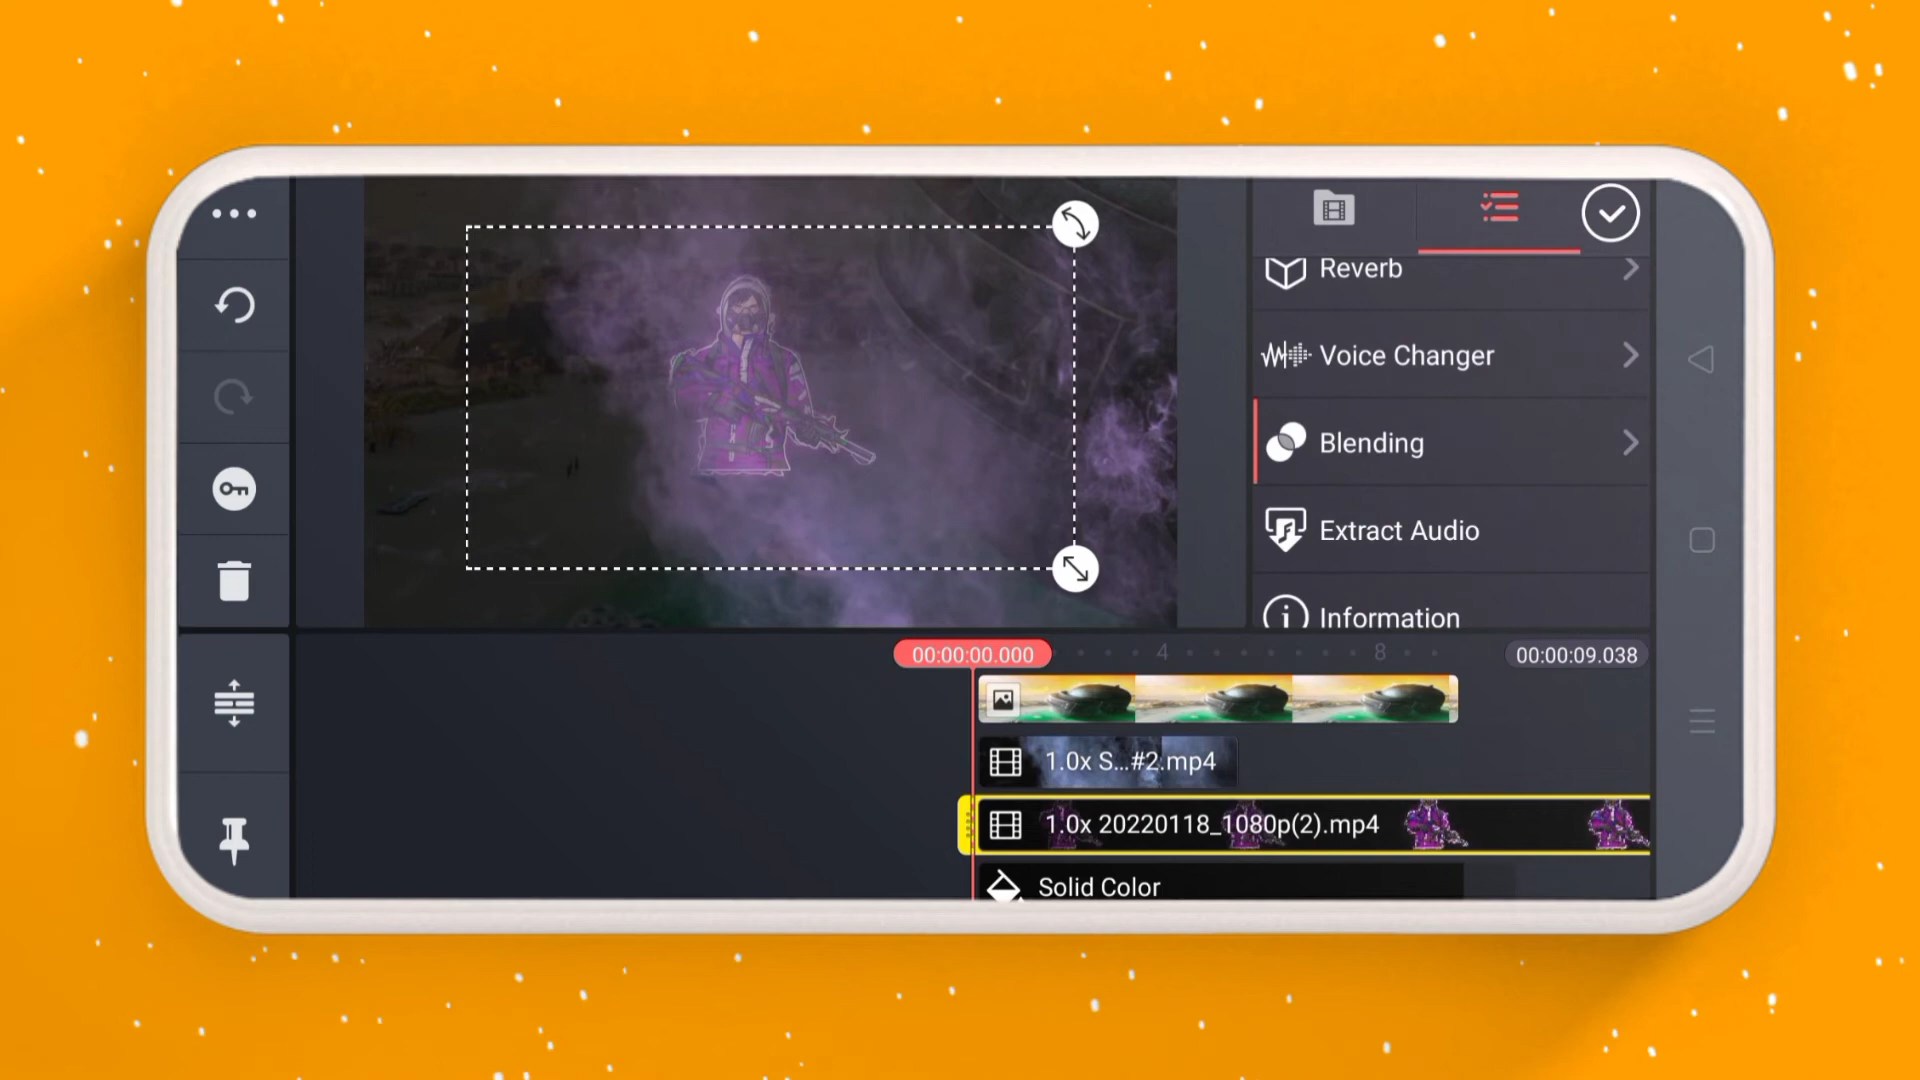 Reverb
Voice Changer
Blending
Extract Audio
Information
00:00:00.000
4
8
00:00:09.038
1.0x S...#2.mp4
1.0x 20220118_1080p(2).mp4
Solid Color